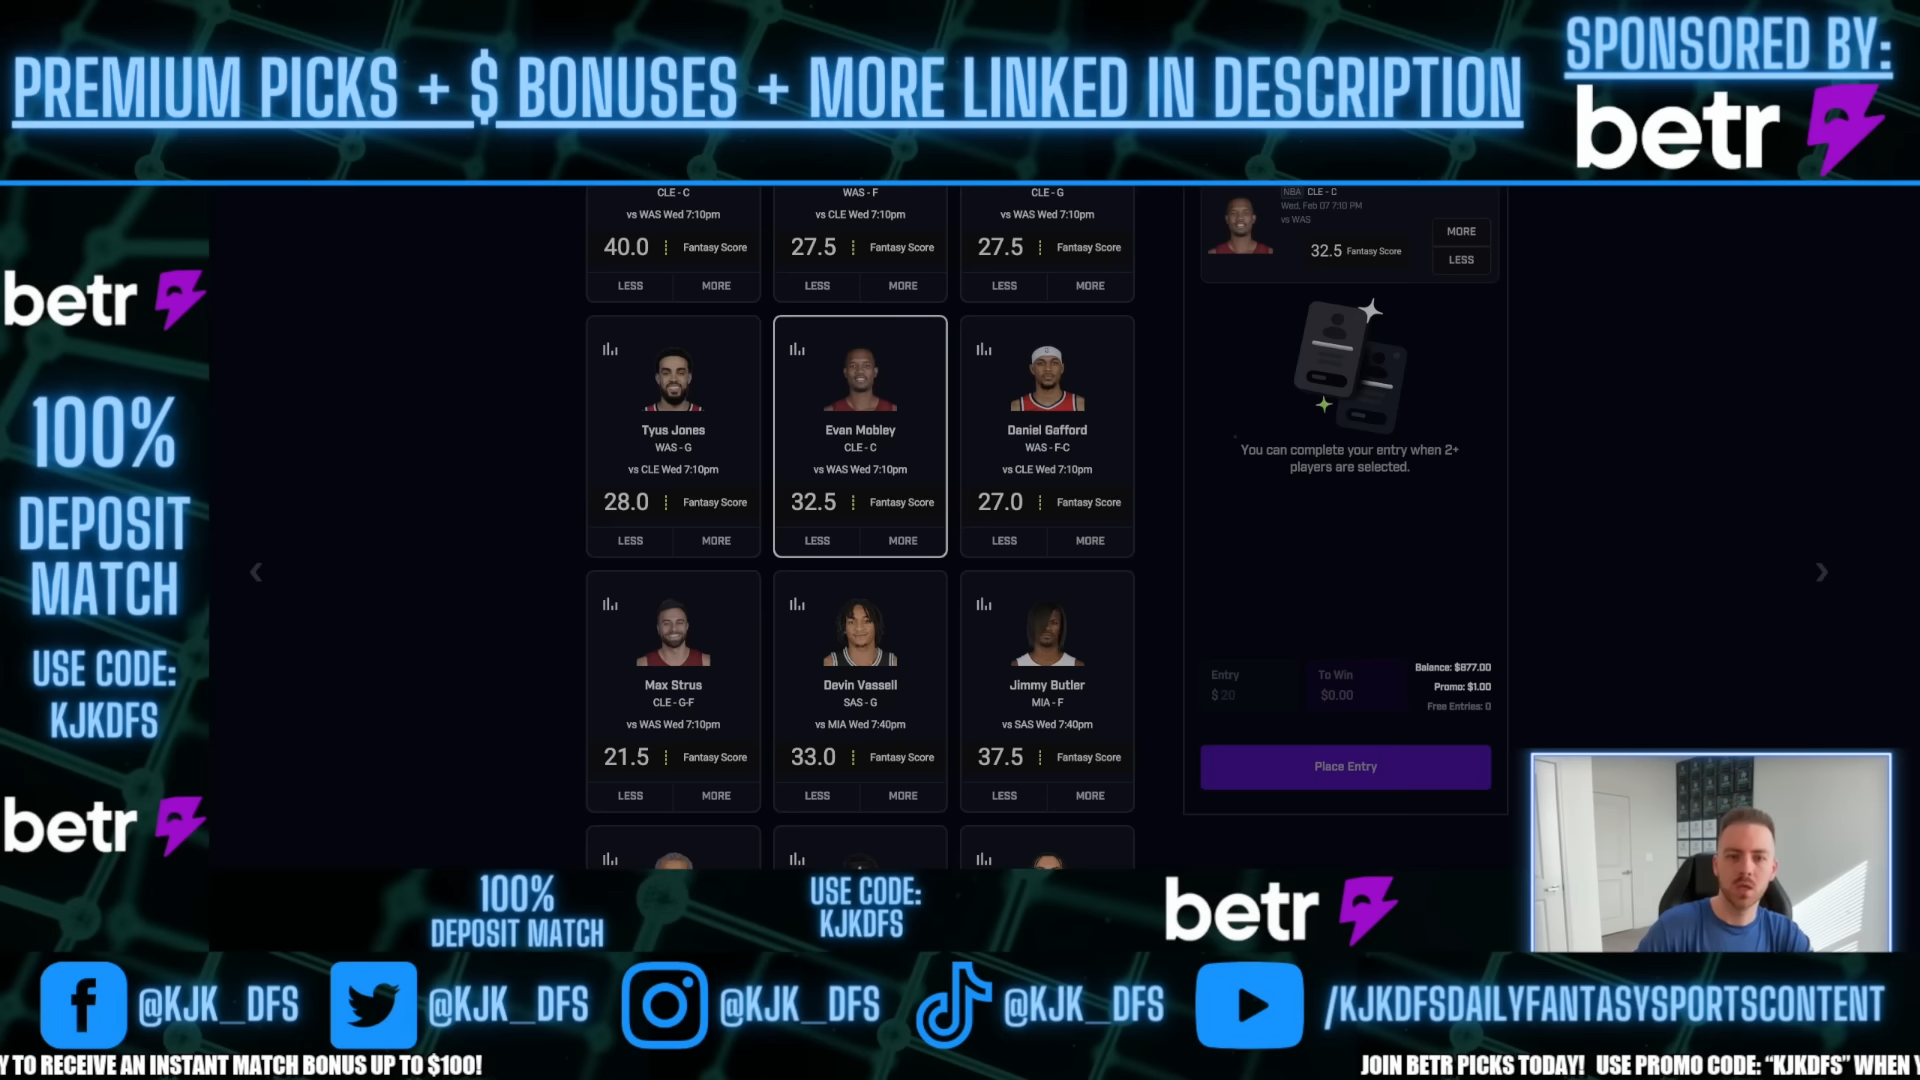 PREMIUM PICKS + $ BONUSES + MORE LINKED IN DESCRIPTION
SPONSORED BY:
betr
CLE - C
vs WAS Wed 7:10pm
40.0 Fantasy Score
LESS MORE
WAS - F
vs CLE Wed 7:10pm
27.5 Fantasy Score
LESS MORE
CLE - G
vs WAS Wed 7:10pm
27.5 Fantasy Score
LESS MORE
Tyus Jones
WAS - G
vs CLE Wed 7:10pm
28.0 Fantasy Score
LESS MORE
Evan Mobley
CLE - C
vs WAS Wed 7:10pm
32.5 Fantasy Score
LESS MORE
Daniel Gafford
WAS - F-C
vs CLE Wed 7:10pm
27.0 Fantasy Score
LESS MORE
Max Strus
CLE - G-F
vs WAS Wed 7:10pm
21.5 Fantasy Score
LESS MORE
Devin Vassell
SAS - G
vs MIA Wed 7:40pm
33.0 Fantasy Score
LESS MORE
Jimmy Butler
MIA - F
vs SAS Wed 7:40pm
37.5 Fantasy Score
LESS MORE
NBA CLE - C
Wed, Feb 07 7:10 PM
vs WAS
32.5 Fantasy Score
MORE
LESS
You can complete your entry when 2+
players are selected.
Entry
$ 20
To Win
$0.00
Balance: $877.00
Promo: $1.00
Free Entries: 0
Place Entry
betr
100%
DEPOSIT
MATCH
USE CODE:
KJKDFS
betr
100%
DEPOSIT MATCH
USE CODE:
KJKDFS
betr
@KJK_DFS
@KJK_DFS
@KJK_DFS
@KJK_DFS
/KJKDFSDAILYFANTASYSPORTSCONTENT
Y TO RECEIVE AN INSTANT MATCH BONUS UP TO $100!
JOIN BETR PICKS TODAY! USE PROMO CODE: "KJKDFS" WHEN Y